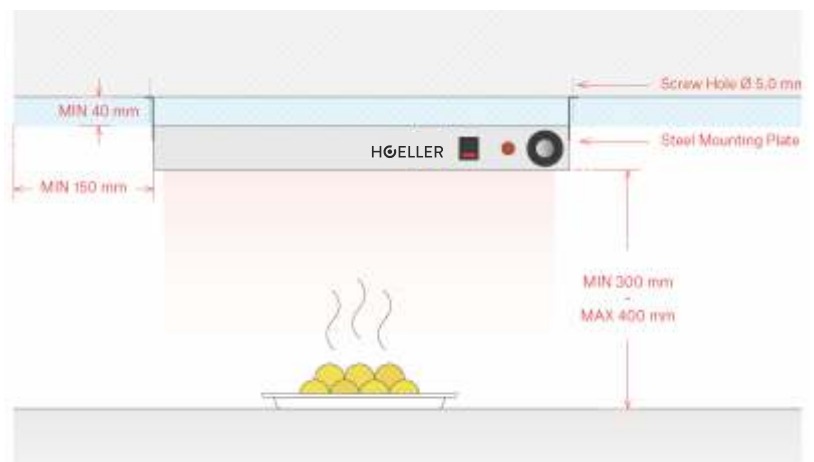 Screw Hole Ø 5,0 mm
MIN 40 mm
HOELLER
Steel Mounting Plate
MIN 150 mm
MIN 300 mm
-
MAX 400 mm